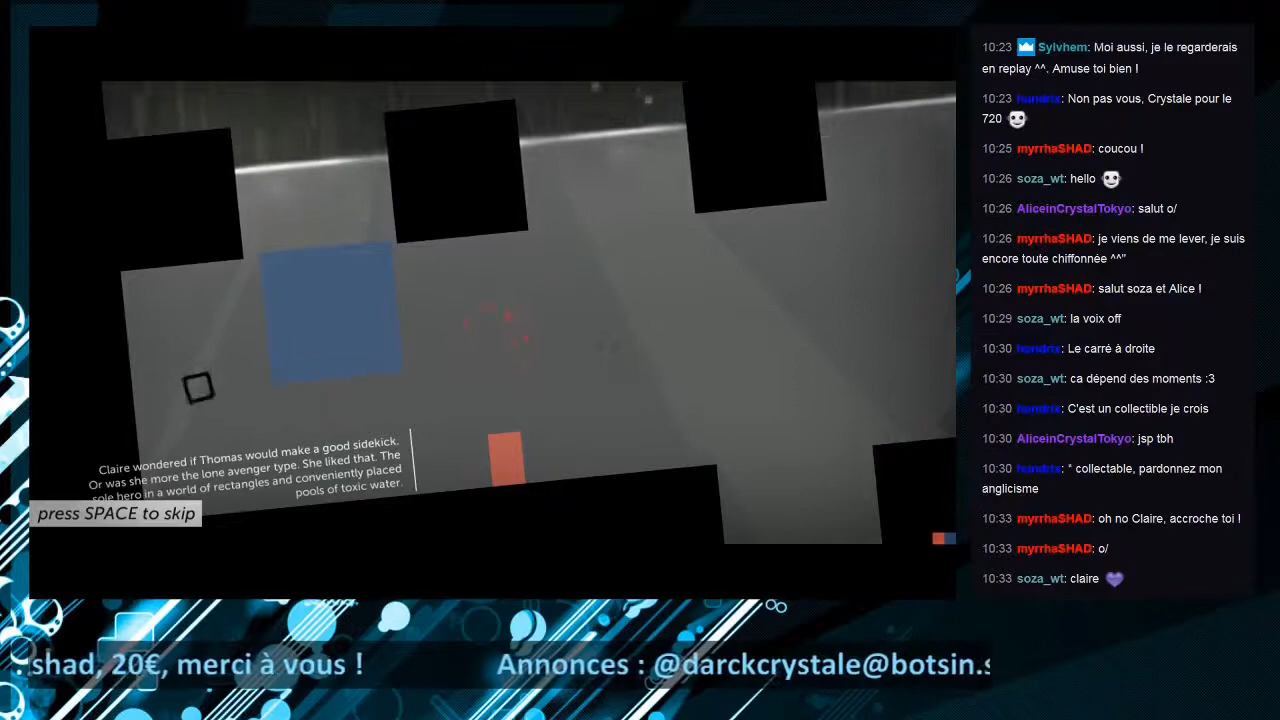 Claire wondered if Thomas would make a good sidekick.
Or was she more the lone avenger type. She liked that. The
sole hero in a world of rectangles and conveniently placed
pools of toxic water.
press SPACE to skip
10:23 Sylvhem: Moi aussi, je le regarderais
en replay ^^. Amuse toi bien !
10:23 hundrix: Non pas vous, Crystale pour le
720
10:25 myrrhaSHAD: coucou !
10:26 soza_wt: hello
10:26 AliceinCrystalTokyo: salut o/
10:26 myrrhaSHAD: je viens de me lever, je suis
encore toute chiffonnée ^^"
10:26 myrrhaSHAD: salut soza et Alice !
10:29 soza_wt: la voix off
10:30 hundrix: Le carré à droite
10:30 soza_wt: ca dépend des moments :3
10:30 hundrix: C'est un collectible je crois
10:30 AliceinCrystalTokyo: jsp tbh
10:30 hundrix: * collectable, pardonnez mon
anglicisme
10:33 myrrhaSHAD: oh no Claire, accroche toi !
10:33 myrrhaSHAD: o/
10:33 soza_wt: claire
shad, 20€, merci à vous ! Annonces : @darckcrystale@botsin.s